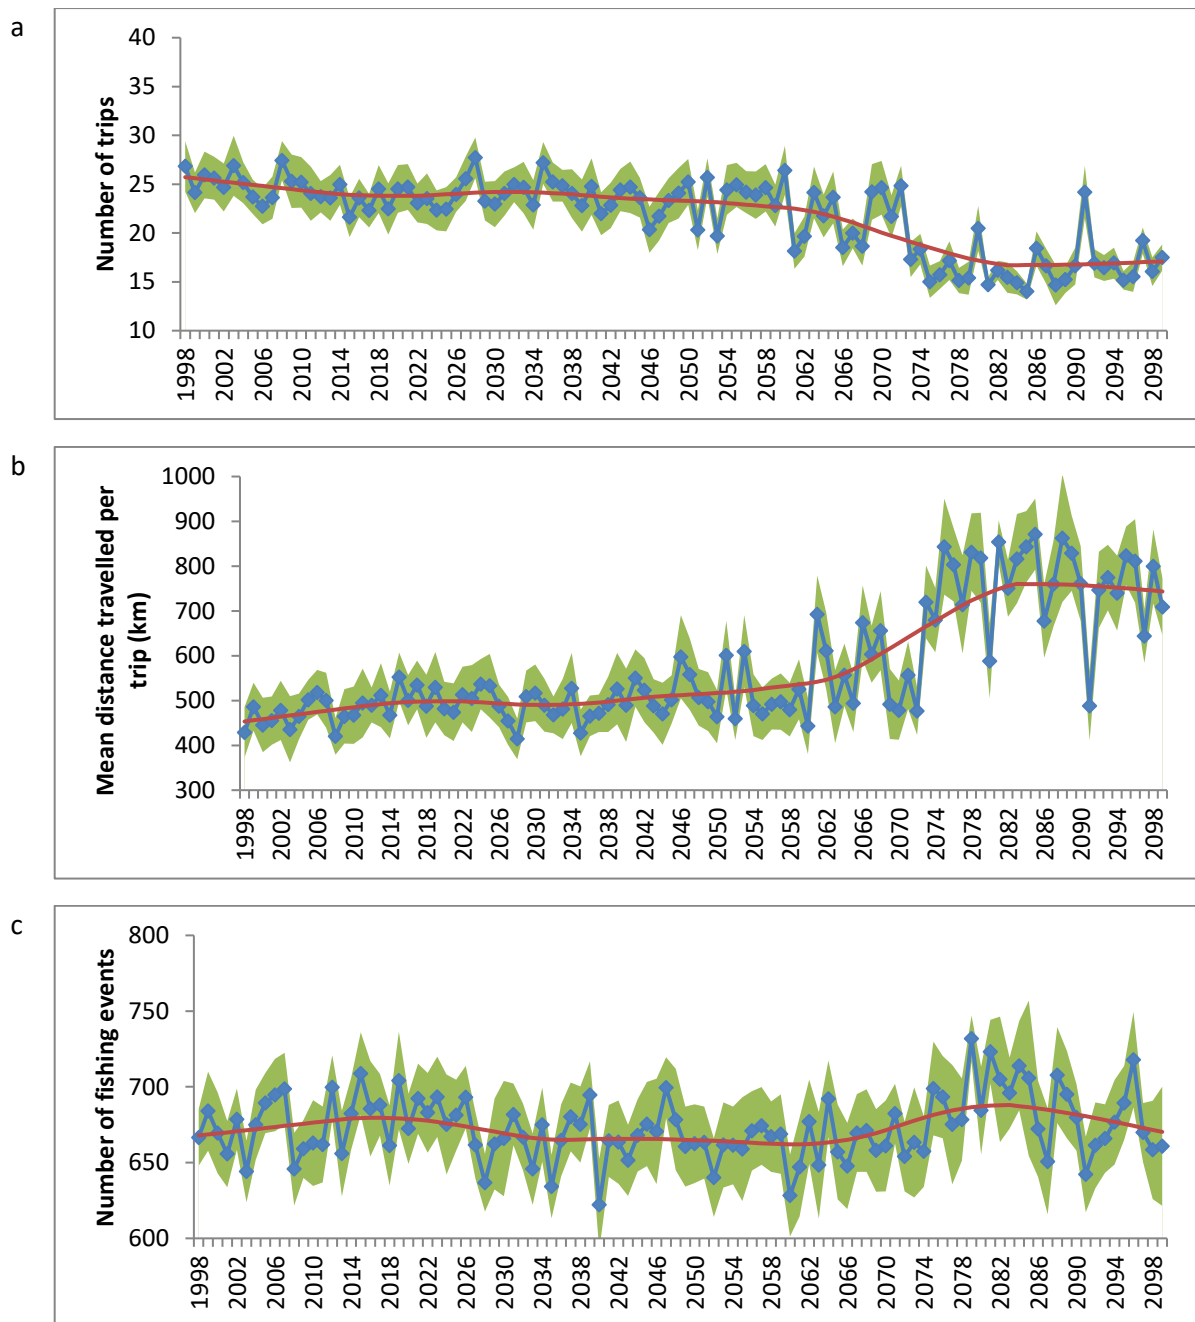 a
Number of trips
40
35
30
25
20
15
10
1998 2002 2006 2010 2014 2018 2022 2026 2030 2034 2038 2042 2046 2050 2054 2058 2062 2066 2070 2074 2078 2082 2086 2090 2094 2098
b
Mean distance travelled per
trip (km)
1000
900
800
700
600
500
400
300
1998 2002 2006 2010 2014 2018 2022 2026 2030 2034 2038 2042 2046 2050 2054 2058 2062 2066 2070 2074 2078 2082 2086 2090 2094 2098
c
Number of fishing events
800
750
700
650
600
1998 2002 2006 2010 2014 2018 2022 2026 2030 2034 2038 2042 2046 2050 2054 2058 2062 2066 2070 2074 2078 2082 2086 2090 2094 2098